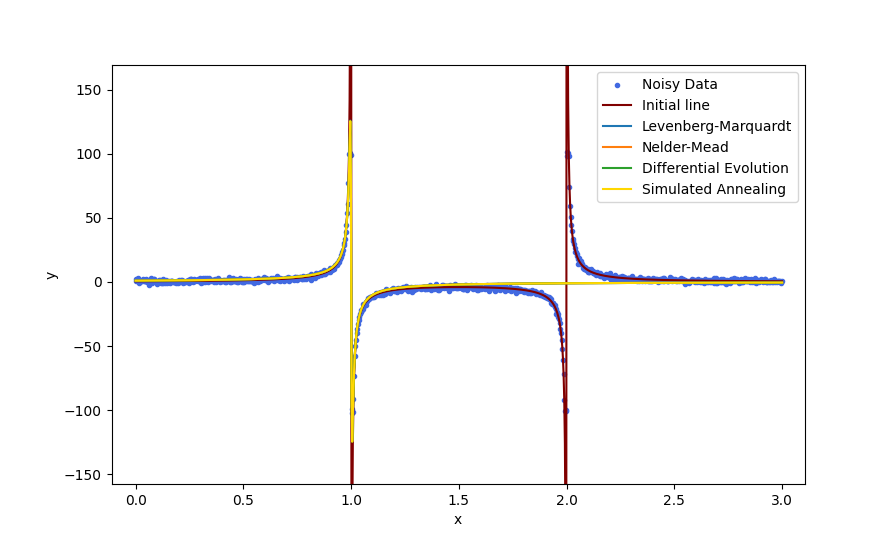 150
100
50
0
−50
−100
−150
y
0.0 0.5 1.0 1.5 2.0 2.5 3.0
x
Noisy Data
Initial line
Levenberg-Marquardt
Nelder-Mead
Differential Evolution
Simulated Annealing